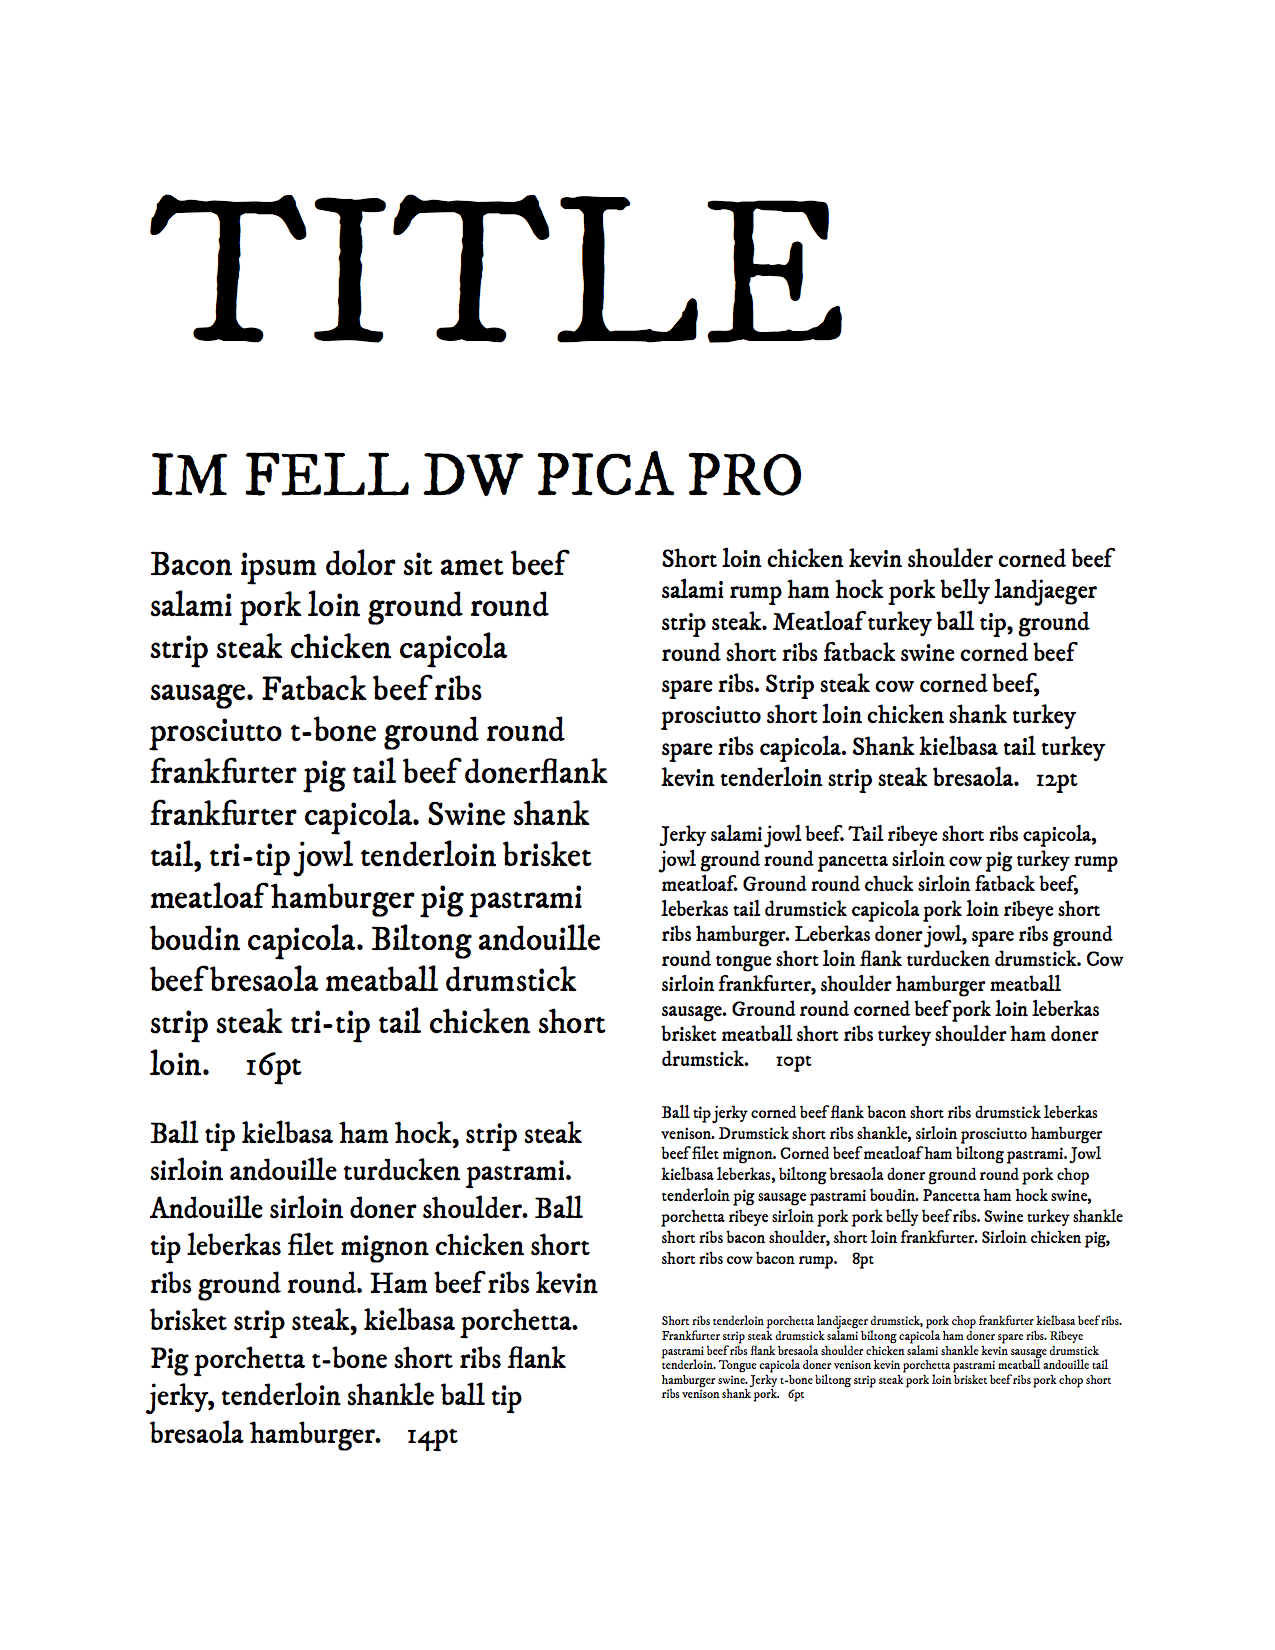 TITLE
IM FELL DW PICA PRO
Bacon ipsum dolor sit amet beef
salami pork loin ground round
strip steak chicken capicola
sausage. Fatback beef ribs
prosciutto t-bone ground round
frankfurter pig tail beef donerflank
frankfurter capicola. Swine shank
tail, tri-tip jowl tenderloin brisket
meatloaf hamburger pig pastrami
boudin capicola. Biltong andouille
beef bresaola meatball drumstick
strip steak tri-tip tail chicken short
loin. 16pt
Ball tip kielbasa ham hock, strip steak
sirloin andouille turducken pastrami.
Andouille sirloin doner shoulder. Ball
tip leberkas filet mignon chicken short
ribs ground round. Ham beef ribs kevin
brisket strip steak, kielbasa porchetta.
Pig porchetta t-bone short ribs flank
jerky, tenderloin shankle ball tip
bresaola hamburger. 14pt
Short loin chicken kevin shoulder corned beef
salami rump ham hock pork belly landjaeger
strip steak. Meatloaf turkey ball tip, ground
round short ribs fatback swine corned beef
spare ribs. Strip steak cow corned beef,
prosciutto short loin chicken shank turkey
spare ribs capicola. Shank kielbasa tail turkey
kevin tenderloin strip steak bresaola. 12pt
Jerky salami jowl beef. Tail ribeye short ribs capicola,
jowl ground round pancetta sirloin cow pig turkey rump
meatloaf. Ground round chuck sirloin fatback beef,
leberkas tail drumstick capicola pork loin ribeye short
ribs hamburger. Leberkas doner jowl, spare ribs ground
round tongue short loin flank turducken drumstick. Cow
sirloin frankfurter, shoulder hamburger meatball
sausage. Ground round corned beef pork loin leberkas
brisket meatball short ribs turkey shoulder ham doner
drumstick. 10pt
Ball tip jerky corned beef flank bacon short ribs drumstick leberkas
venison. Drumstick short ribs shankle, sirloin prosciutto hamburger
beef filet mignon. Corned beef meatloaf ham biltong pastrami. Jowl
kielbasa leberkas, biltong bresaola doner ground round pork chop
tenderloin pig sausage pastrami boudin. Pancetta ham hock swine,
porchetta ribeye sirloin pork pork belly beef ribs. Swine turkey shankle
short ribs bacon shoulder, short loin frankfurter. Sirloin chicken pig,
short ribs cow bacon rump. 8pt
Short ribs tenderloin porchetta landjaeger drumstick, pork chop frankfurter kielbasa beef ribs.
Frankfurter strip steak drumstick salami biltong capicola ham doner spare ribs. Ribeye
pastrami beef ribs flank bresaola shoulder chicken salami shankle kevin sausage drumstick
tenderloin. Tongue capicola doner venison kevin porchetta pastrami meatball andouille tail
hamburger swine. Jerky t-bone biltong strip steak pork loin brisket beef ribs pork chop short
ribs venison shank pork. 6pt